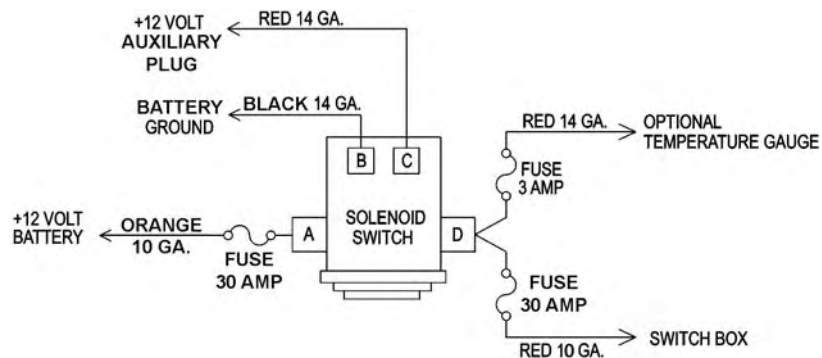 +12 VOLT
AUXILIARY
PLUG
RED 14 GA.
BATTERY
GROUND
BLACK 14 GA.
B
C
RED 14 GA.
OPTIONAL
TEMPERATURE GAUGE
FUSE
3 AMP
+12 VOLT
BATTERY
ORANGE
10 GA.
FUSE
30 AMP
A
SOLENOID
SWITCH
D
FUSE
30 AMP
RED 10 GA.
SWITCH BOX